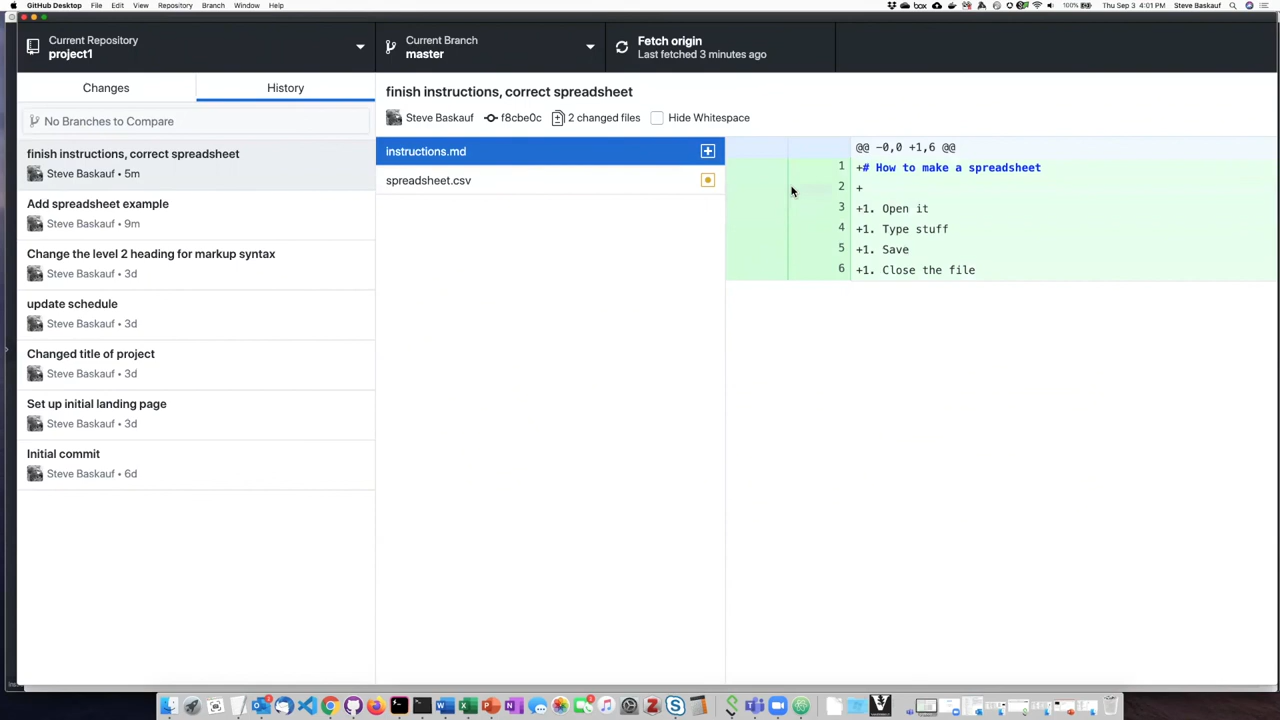 GitHub Desktop File Edit View Repository Branch Window Help
box 100% Thu Sep 3 4:01 PM Steve Baskauf
Current Repository
project1
Current Branch
master
Fetch origin
Last fetched 3 minutes ago
Changes
History
No Branches to Compare
finish instructions, correct spreadsheet
Steve Baskauf • 5m
Add spreadsheet example
Steve Baskauf • 9m
Change the level 2 heading for markup syntax
Steve Baskauf • 3d
update schedule
Steve Baskauf • 3d
Changed title of project
Steve Baskauf • 3d
Set up initial landing page
Steve Baskauf • 3d
Initial commit
Steve Baskauf • 6d
finish instructions, correct spreadsheet
Steve Baskauf f8cbe0c 2 changed files Hide Whitespace
instructions.md
spreadsheet.csv
@@ -0,0 +1,6 @@
1 +# How to make a spreadsheet
2 +
3 +1. Open it
4 +1. Type stuff
5 +1. Save
6 +1. Close the file